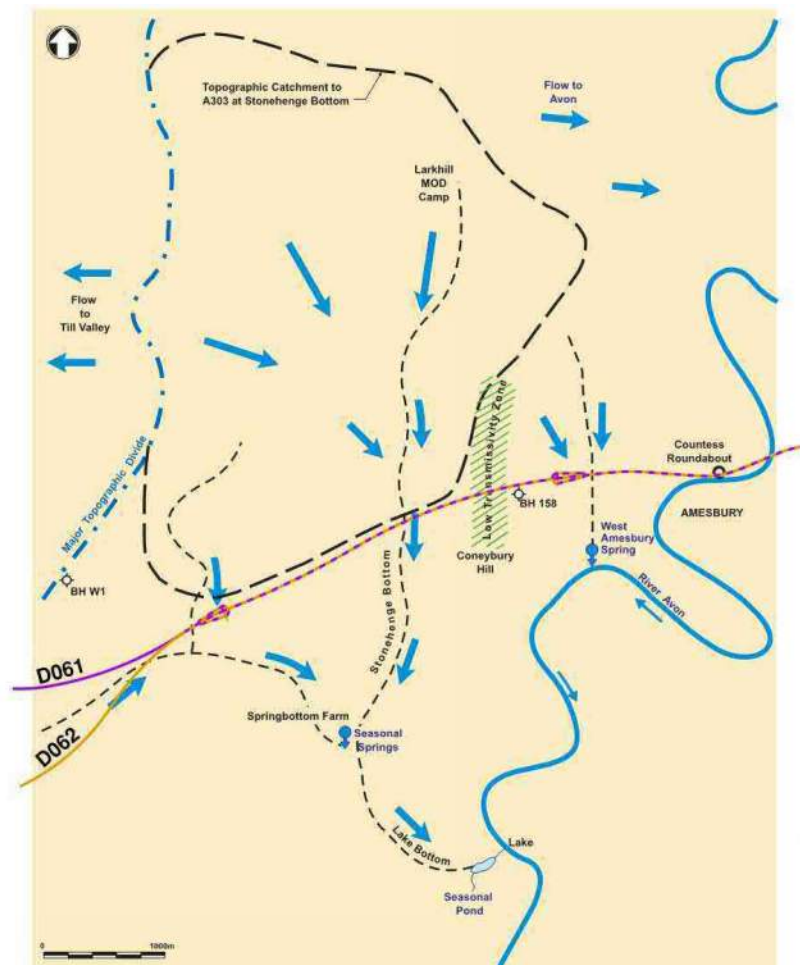 Topographic Catchment to
A303 at Stonehenge Bottom
Flow to
Avon
Larkhill
MOD
Camp
Flow
to
Till Valley
Low Transmissivity Zone
Major Topographic Divide
Countess
Roundabout
BH 158
AMESBURY
West
Amesbury
Spring
Coneybury
Hill
BH W1
River Avon
Stonehenge Bottom
D061
D062
Springbottom Farm
Seasonal
Springs
Lake Bottom
Lake
Seasonal
Pond
0
1000m